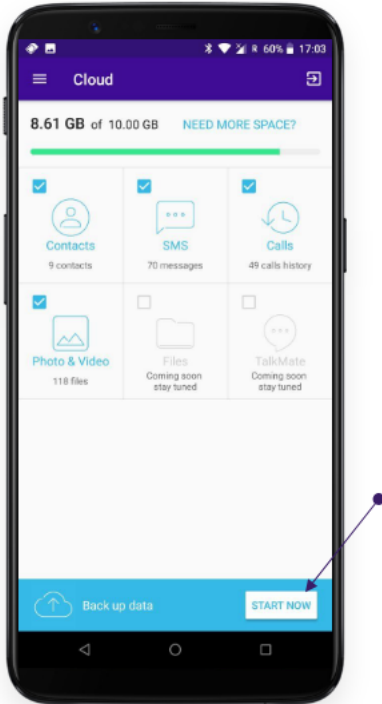 R 60% 17:03
Cloud
8.61 GB of 10.00 GB NEED MORE SPACE?
Contacts
9 contacts
SMS
70 messages
Calls
49 calls history
Photo & Video
118 files
Files
Coming soon
stay tuned
TalkMate
Coming soon
stay tuned
Back up data START NOW